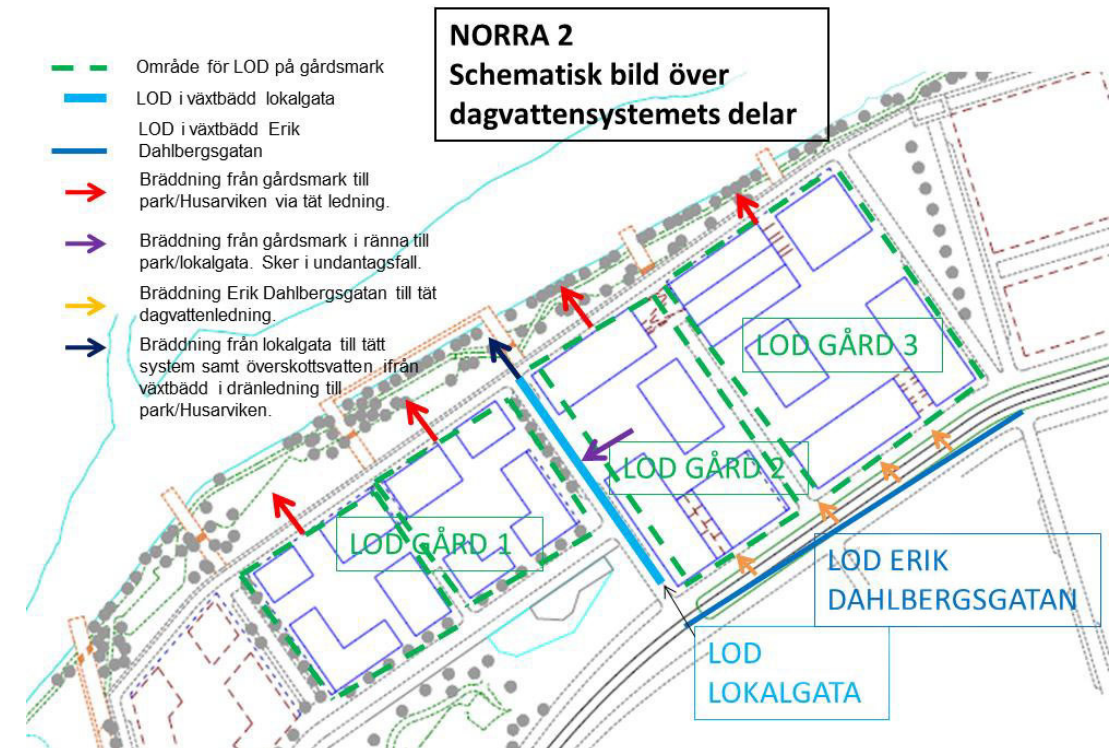 NORRA 2
Schematisk bild över
dagvattensystemets delar
Område för LOD på gårdsmark
LOD i växtbädd lokalgata
LOD i växtbädd Erik
Dahlbergsgatan
Bräddning från gårdsmark till
park/Husarviken via tät ledning.
Bräddning från gårdsmark i ränna till
park/lokalgata. Sker i undantagsfall.
Bräddning Erik Dahlbergsgatan till tät
dagvattenledning.
Bräddning från lokalgata till tätt
system samt överskottsvatten ifrån
växtbädd i dränledning till
park/Husarviken.
LOD GÅRD 3
LOD GÅRD 2
LOD GÅRD 1
LOD ERIK
DAHLBERGSGATAN
LOD
LOKALGATA